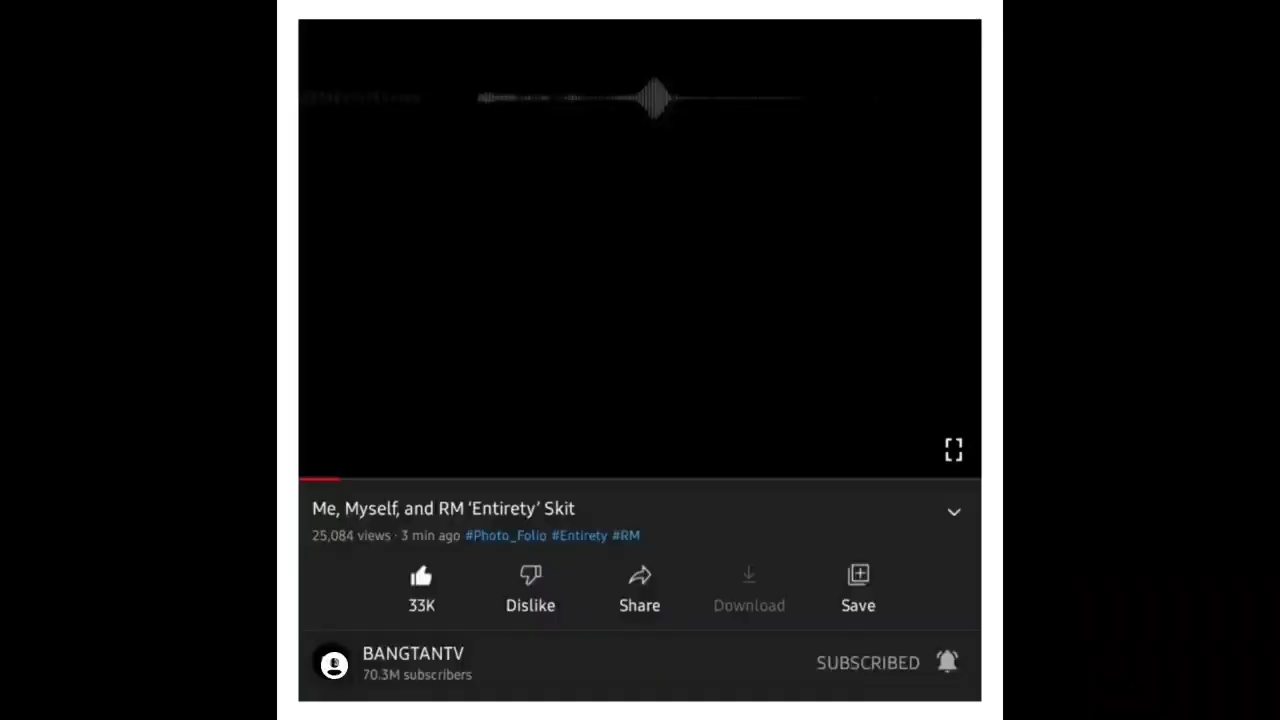 Me, Myself, and RM ‘Entirety’ Skit
25,084 views · 3 min ago #Photo_Folio #Entirety #RM
33K Dislike Share Download Save
BANGTANTV
70.3M subscribers
SUBSCRIBED